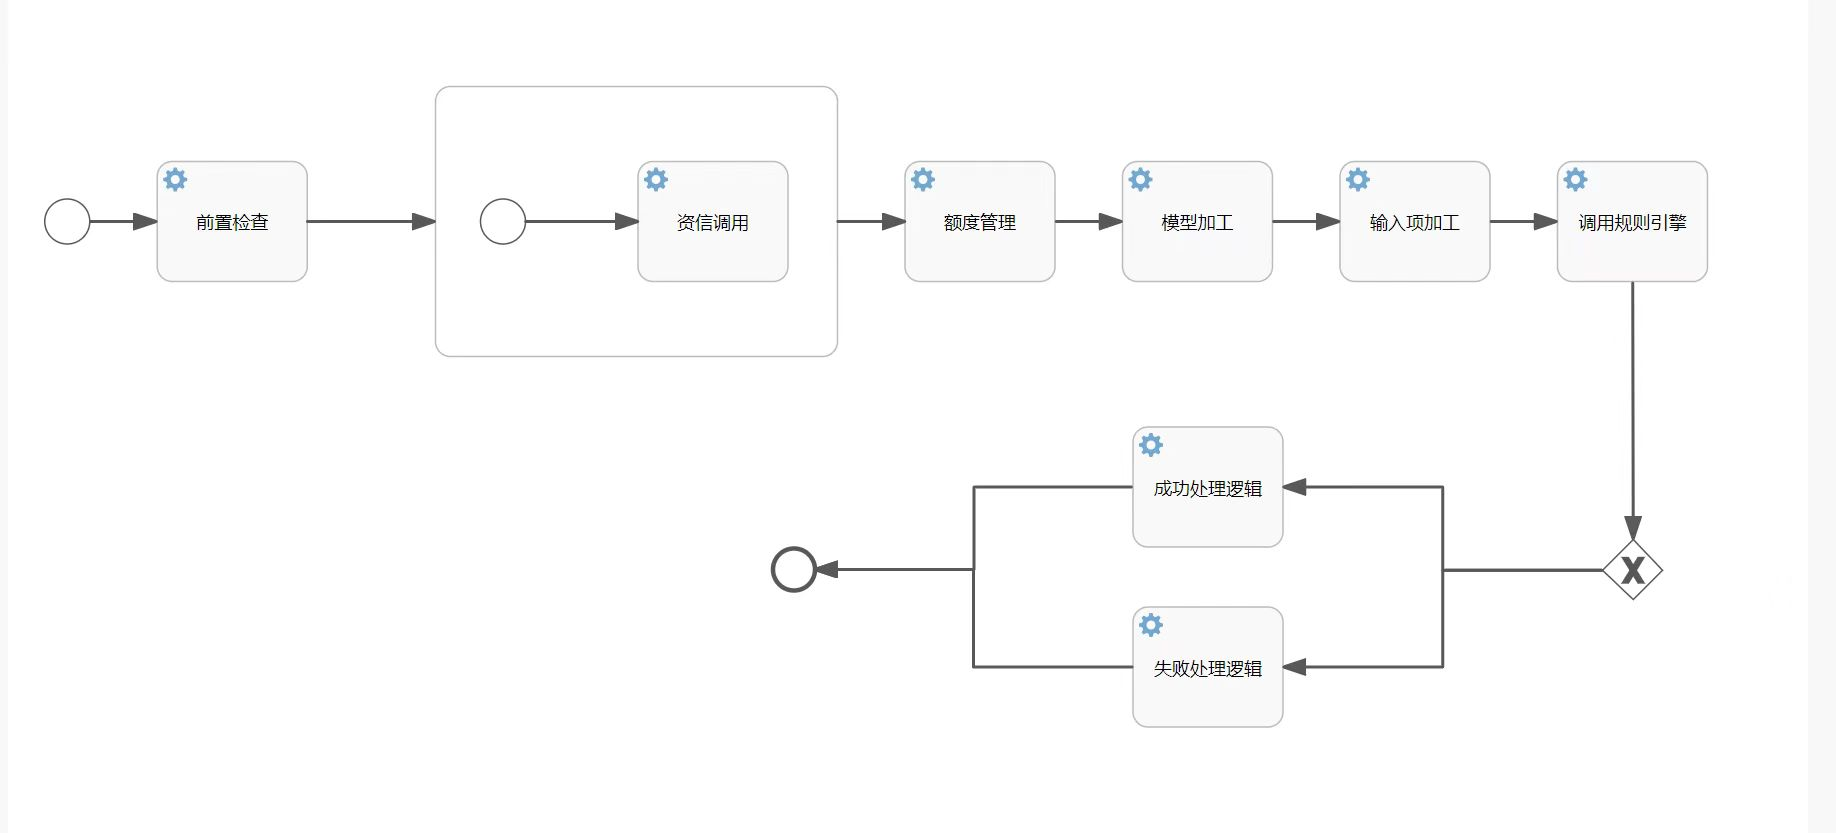 前置检查
资信调用
额度管理
模型加工
输入项加工
调用规则引擎
成功处理逻辑
失败处理逻辑